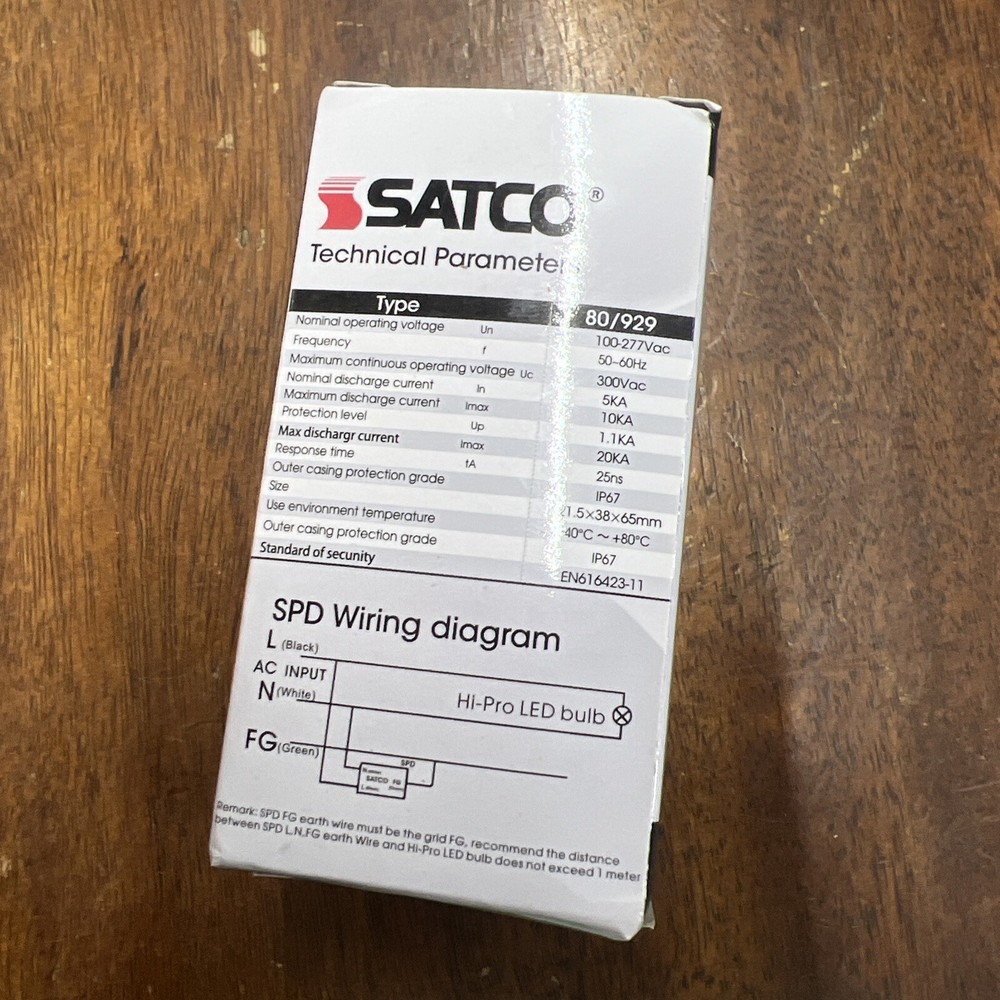 SATCO®
Technical Parameters
Type 80/929
Nominal operating voltage Un 100-277Vac
Frequency f 50-60Hz
Maximum continuous operating voltage Uc 300Vac
Nominal discharge current In 5KA
Maximum discharge current Imax 10KA
Protection level Up 1.1KA
Max dischargr current Imax 20KA
Response time tA 25ns
Outer casing protection grade IP67
Size 21.5×38×65mm
Use environment temperature -40°C ~ +80°C
Outer casing protection grade IP67
Standard of secunity EN616423-11
SPD Wiring diagram
L (Black)
AC INPUT
N (White)
Hi-Pro LED bulb
FG (Green)
SPD
SATCO FG
Remark: SPD FG earth wire must be the grid FG, recommend the distance
between SPD L.N.FG earth Wire and Hi-Pro LED bulb does not exceed 1 meter